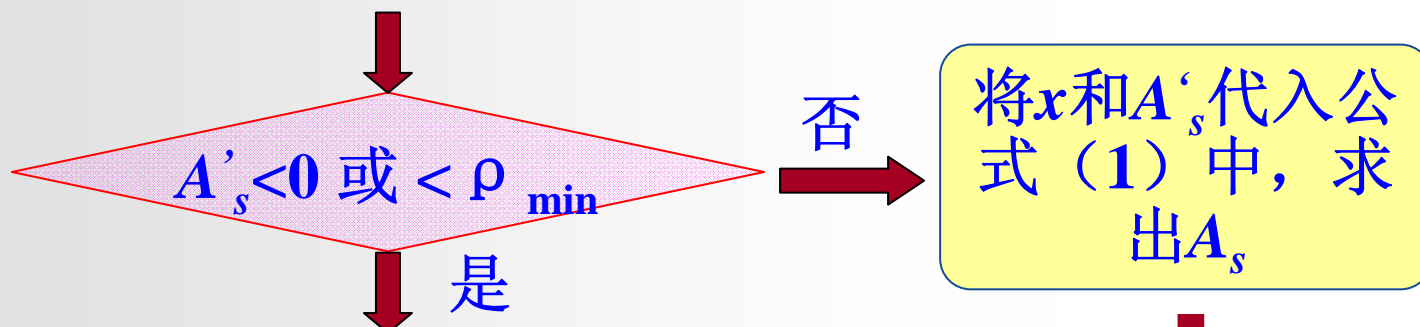 A's<0 或 < ρ min
否
将x和A's代入公
式（1）中，求
出As
是